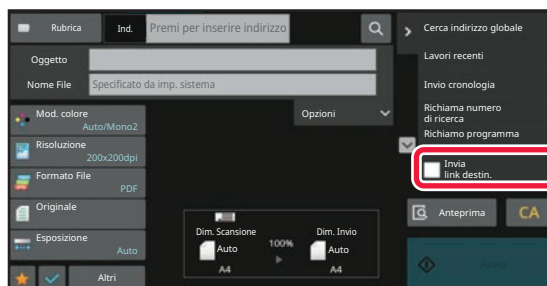 Rubrica
Ind.
Premi per inserire indirizzo
Oggetto
Nome File
Specificato da imp. sistema
Opzioni
Mod. colore
Auto/Mono2
Risoluzione
200x200dpi
Formato File
PDF
Originale
Esposizione
Auto
Altri
Dim. Scansione
Auto
A4
100%
Dim. Invio
Auto
A4
Cerca indirizzo globale
Lavori recenti
Invio cronologia
Richiama numero
di ricerca
Richiamo programma
Invia
link destin.
Anteprima
CA